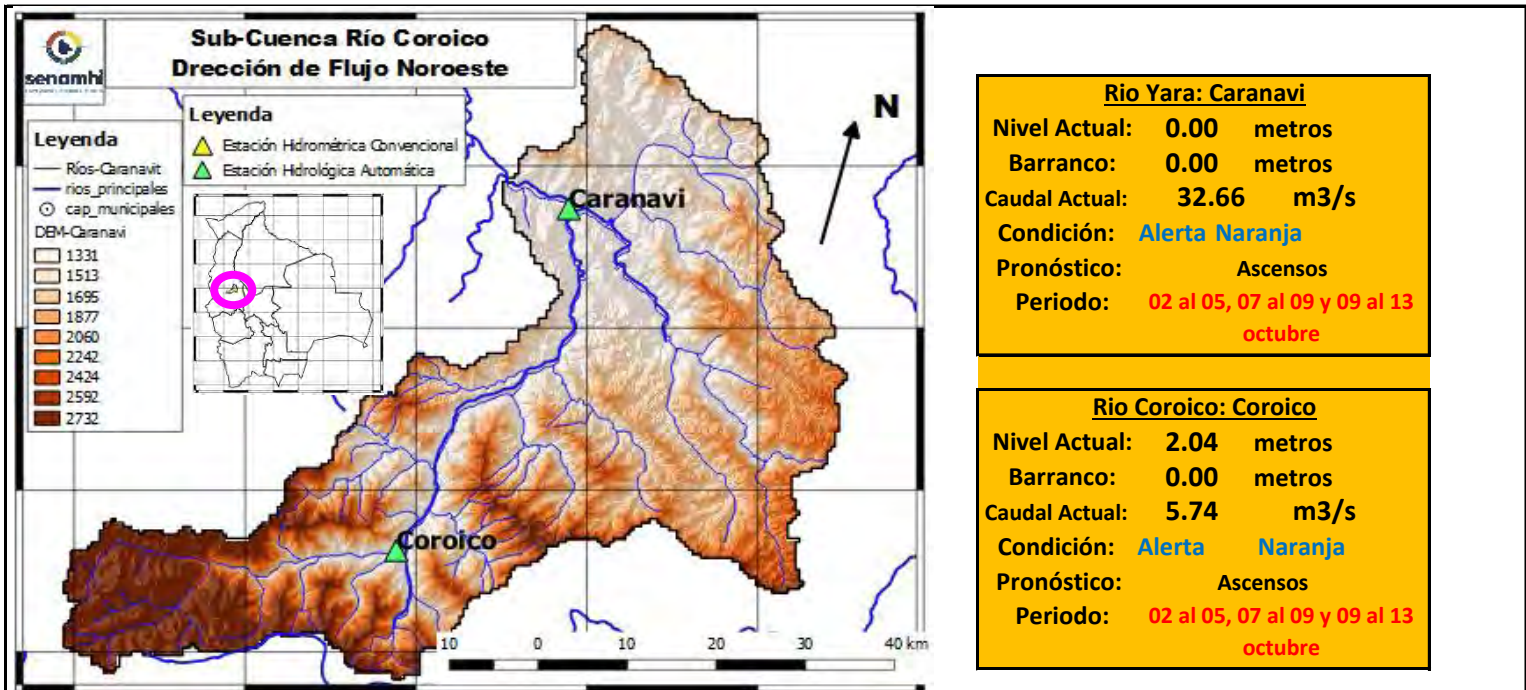 senamhi
Sub-Cuenca Río Coroico
Drección de Flujo Noroeste
Leyenda
Ríos-Caranavit
rios_principales
cap_municipales
DEM-Caranavi
1331
1513
1695
1877
2060
2242
2424
2592
2732
Leyenda
Estación Hidrométrica Convencional
Estación Hidrológica Automática
N
Caranavi
Coroico
10 0 10 20 30 40 km
Rio Yara: Caranavi
Nivel Actual: 0.00 metros
Barranco: 0.00 metros
Caudal Actual: 32.66 m3/s
Condición: Alerta Naranja
Pronóstico: Ascensos
Periodo: 02 al 05, 07 al 09 y 09 al 13
octubre
Rio Coroico: Coroico
Nivel Actual: 2.04 metros
Barranco: 0.00 metros
Caudal Actual: 5.74 m3/s
Condición: Alerta Naranja
Pronóstico: Ascensos
Periodo: 02 al 05, 07 al 09 y 09 al 13
octubre